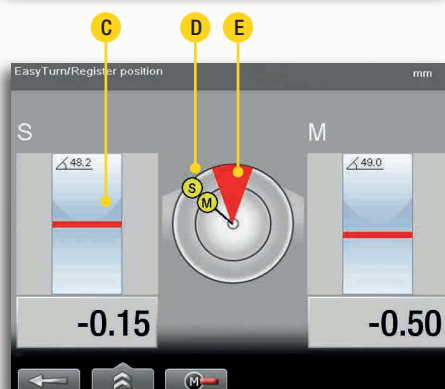 C D E
EasyTurn/Register position mm
S M
48.2 49.0
S
M
-0.15 -0.50
M